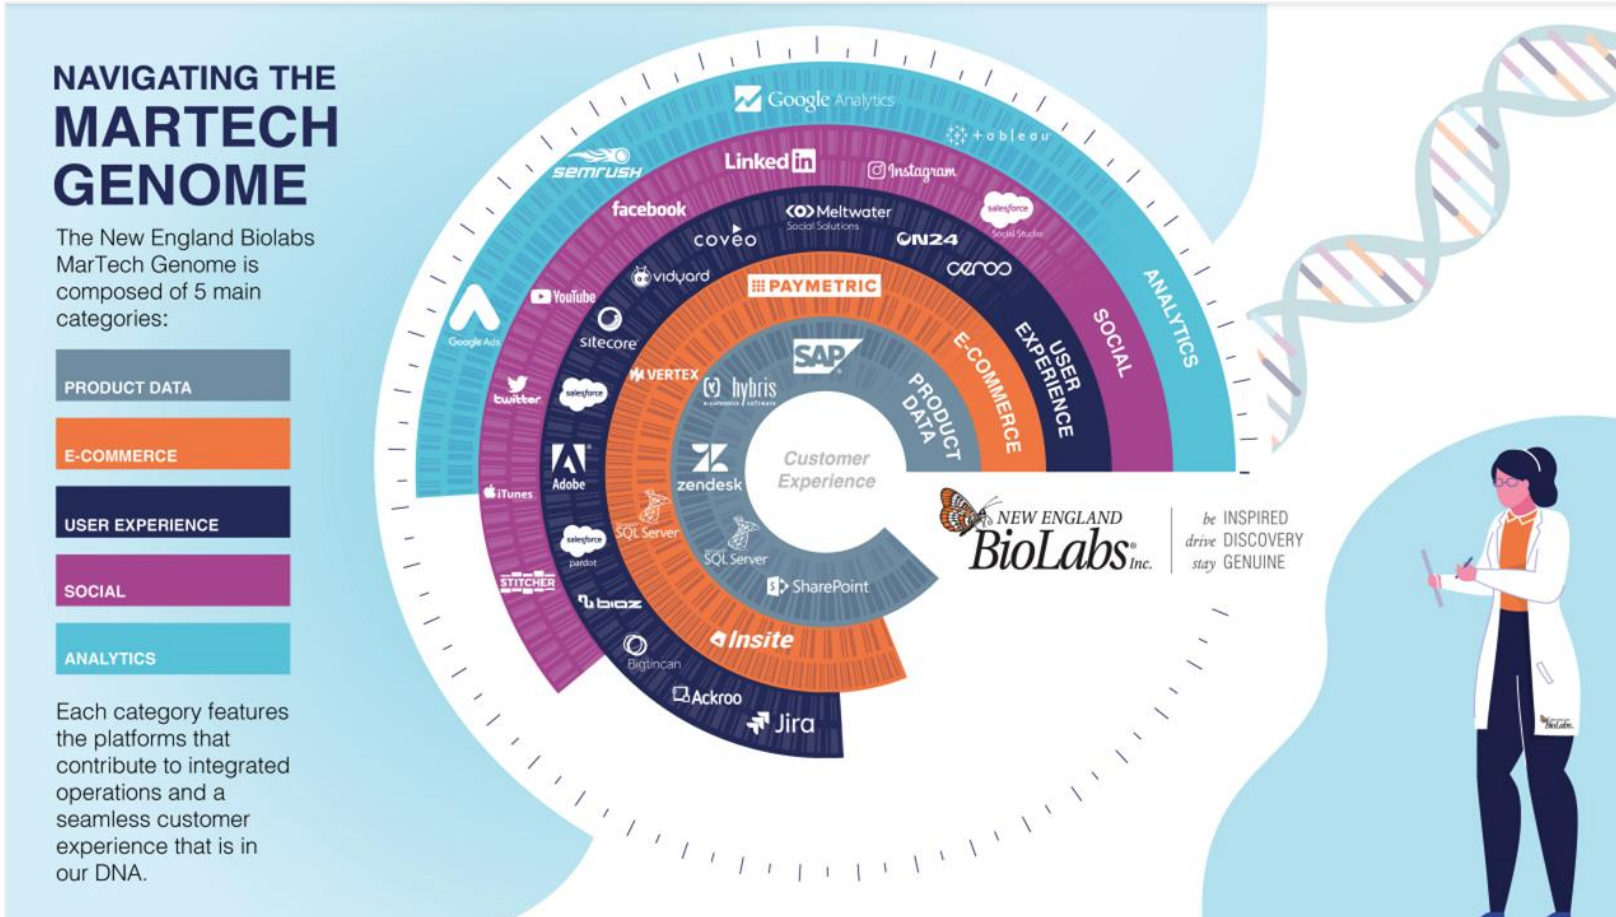 NAVIGATING THE
MARTECH
GENOME
The New England Biolabs
MarTech Genome is
composed of 5 main
categories:
PRODUCT DATA
E-COMMERCE
USER EXPERIENCE
SOCIAL
ANALYTICS
Each category features
the platforms that
contribute to integrated
operations and a
seamless customer
experience that is in
our DNA.
Google Analytics
+ableau
semrush
Google Ads
ANALYTICS
Linked in
Instagram
facebook
salesforce
Social Studio
YouTube
twitter
iTunes
STITCHER
SOCIAL
Meltwater
Social Solutions
ON24
coveo
ceros
vidyard
sitecore
salesforce
Adobe
salesforce
pardot
bioz
Bigtincan
Ackroo
Jira
USER
EXPERIENCE
PAYMETRIC
VERTEX
SQL Server
Insite
E-COMMERCE
SAP
hybris
software
zendesk
SQL Server
SharePoint
PRODUCT
DATA
Customer
Experience
NEW ENGLAND
BioLabs® Inc.
be INSPIRED
drive DISCOVERY
stay GENUINE
BioLabs